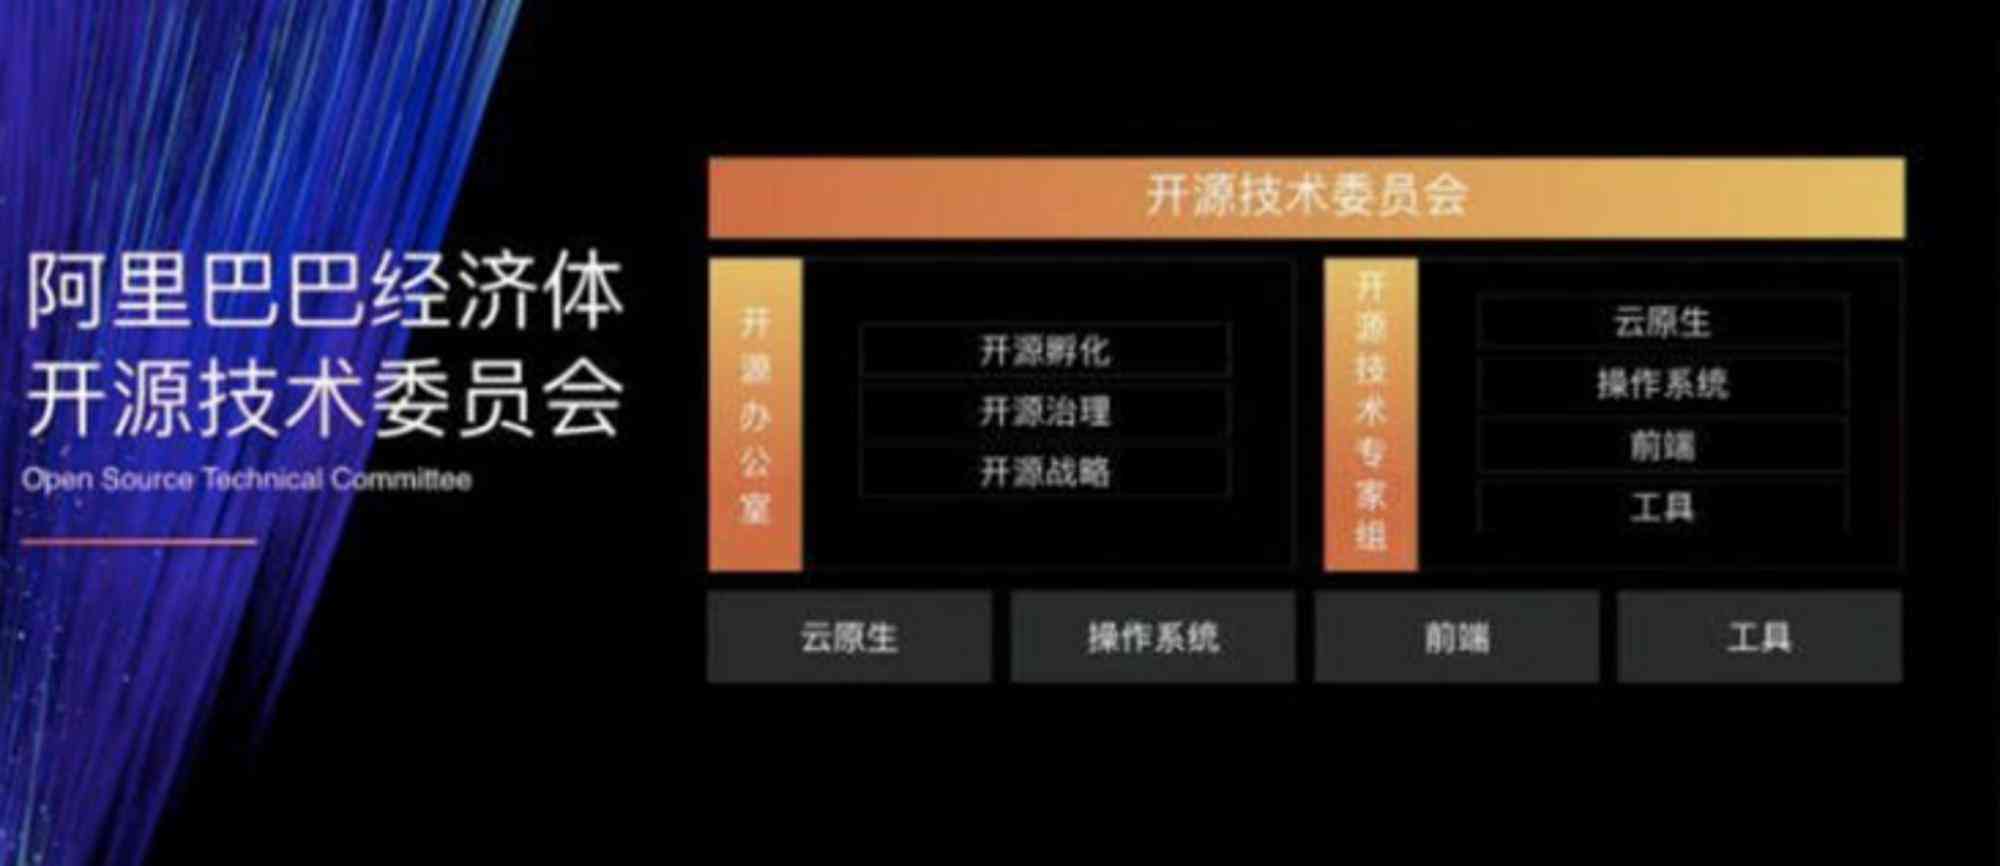 阿里巴巴经济体
开源技术委员会
Open Source Technical Committee
开源技术委员会
开源办公室
开源孵化
开源治理
开源战略
开源技术专家组
云原生
操作系统
前端
工具
云原生
操作系统
前端
工具